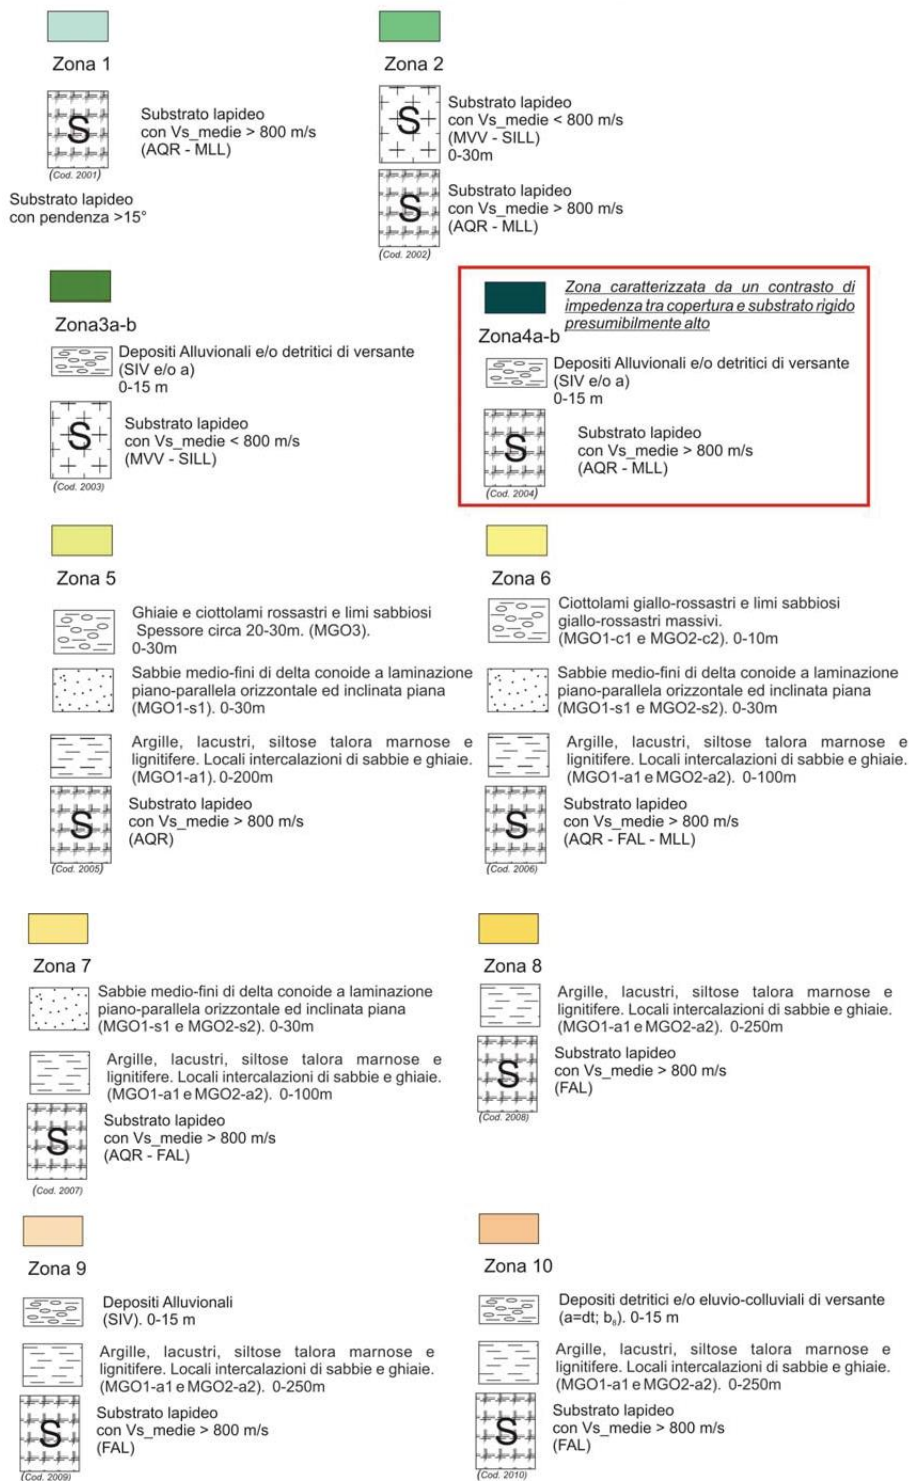 Zona 1
S
(Cod. 2001)
Substrato lapideo
con Vs_medie > 800 m/s
(AQR - MLL)
Substrato lapideo
con pendenza >15°
Zona 2
S
Substrato lapideo
con Vs_medie < 800 m/s
(MVV - SILL)
0-30m
S
(Cod. 2002)
Substrato lapideo
con Vs_medie > 800 m/s
(AQR - MLL)
Zona3a-b
Depositi Alluvionali e/o detritici di versante
(SIV e/o a)
0-15 m
S
(Cod. 2003)
Substrato lapideo
con Vs_medie < 800 m/s
(MVV - SILL)
Zona caratterizzata da un contrasto di
impedenza tra copertura e substrato rigido
presumibilmente alto
Zona4a-b
Depositi Alluvionali e/o detritici di versante
(SIV e/o a)
0-15 m
S
(Cod. 2004)
Substrato lapideo
con Vs_medie > 800 m/s
(AQR - MLL)
Zona 5
Ghiaie e ciottolami rossastri e limi sabbiosi
Spessore circa 20-30m. (MGO3).
0-30m
Sabbie medio-fini di delta conoide a laminazione
piano-parallela orizzontale ed inclinata piana
(MGO1-s1). 0-30m
Argille, lacustri, siltose talora marnose e
lignitifere. Locali intercalazioni di sabbie e ghiaie.
(MGO1-a1). 0-200m
S
(Cod. 2005)
Substrato lapideo
con Vs_medie > 800 m/s
(AQR)
Zona 6
Ciottolami giallo-rossastri e limi sabbiosi
giallo-rossastri massivi.
(MGO1-c1 e MGO2-c2). 0-10m
Sabbie medio-fini di delta conoide a laminazione
piano-parallela orizzontale ed inclinata piana
(MGO1-s1 e MGO2-s2). 0-30m
Argille, lacustri, siltose talora marnose e
lignitifere. Locali intercalazioni di sabbie e ghiaie.
(MGO1-a1 e MGO2-a2). 0-100m
S
(Cod. 2006)
Substrato lapideo
con Vs_medie > 800 m/s
(AQR - FAL - MLL)
Zona 7
Sabbie medio-fini di delta conoide a laminazione
piano-parallela orizzontale ed inclinata piana
(MGO1-s1 e MGO2-s2). 0-30m
Argille, lacustri, siltose talora marnose e
lignitifere. Locali intercalazioni di sabbie e ghiaie.
(MGO1-a1 e MGO2-a2). 0-100m
S
(Cod. 2007)
Substrato lapideo
con Vs_medie > 800 m/s
(AQR - FAL)
Zona 8
Argille, lacustri, siltose talora marnose e
lignitifere. Locali intercalazioni di sabbie e ghiaie.
(MGO1-a1 e MGO2-a2). 0-250m
S
(Cod. 2008)
Substrato lapideo
con Vs_medie > 800 m/s
(FAL)
Zona 9
Depositi Alluvionali
(SIV). 0-15 m
Argille, lacustri, siltose talora marnose e
lignitifere. Locali intercalazioni di sabbie e ghiaie.
(MGO1-a1 e MGO2-a2). 0-250m
S
(Cod. 2009)
Substrato lapideo
con Vs_medie > 800 m/s
(FAL)
Zona 10
Depositi detritici e/o eluvio-colluviali di versante
(a=dt; b₈). 0-15 m
Argille, lacustri, siltose talora marnose e
lignitifere. Locali intercalazioni di sabbie e ghiaie.
(MGO1-a1 e MGO2-a2). 0-250m
S
(Cod. 2010)
Substrato lapideo
con Vs_medie > 800 m/s
(FAL)